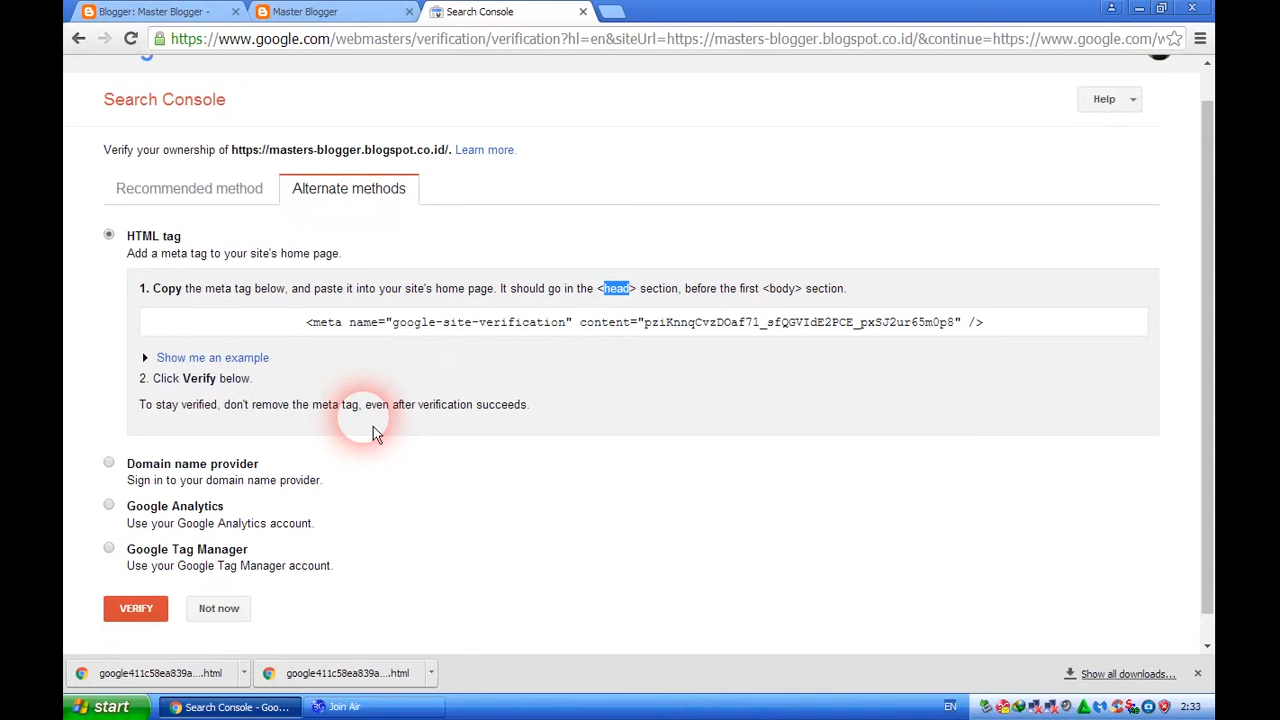 Blogger: Master Blogger -
Master Blogger
Search Console
https://www.google.com/webmasters/verification/verification?hl=en&siteUrl=https://masters-blogger.blogspot.co.id/&continue=https://www.google.com/w
Search Console
Help
Verify your ownership of https://masters-blogger.blogspot.co.id/. Learn more.
Recommended method
Alternate methods
HTML tag
Add a meta tag to your site's home page.
1. Copy the meta tag below, and paste it into your site's home page. It should go in the <head> section, before the first <body> section.
<meta name="google-site-verification" content="pziKnnqCvzDOaf71_sfQGVIdE2PCE_pxSJ2ur65m0p8" />
Show me an example
2. Click Verify below.
To stay verified, don't remove the meta tag, even after verification succeeds.
Domain name provider
Sign in to your domain name provider.
Google Analytics
Use your Google Analytics account.
Google Tag Manager
Use your Google Tag Manager account.
VERIFY
Not now
google411c58ea839a....html
google411c58ea839a....html
Show all downloads...
start
Search Console - Goo...
Join Air
EN
2:33